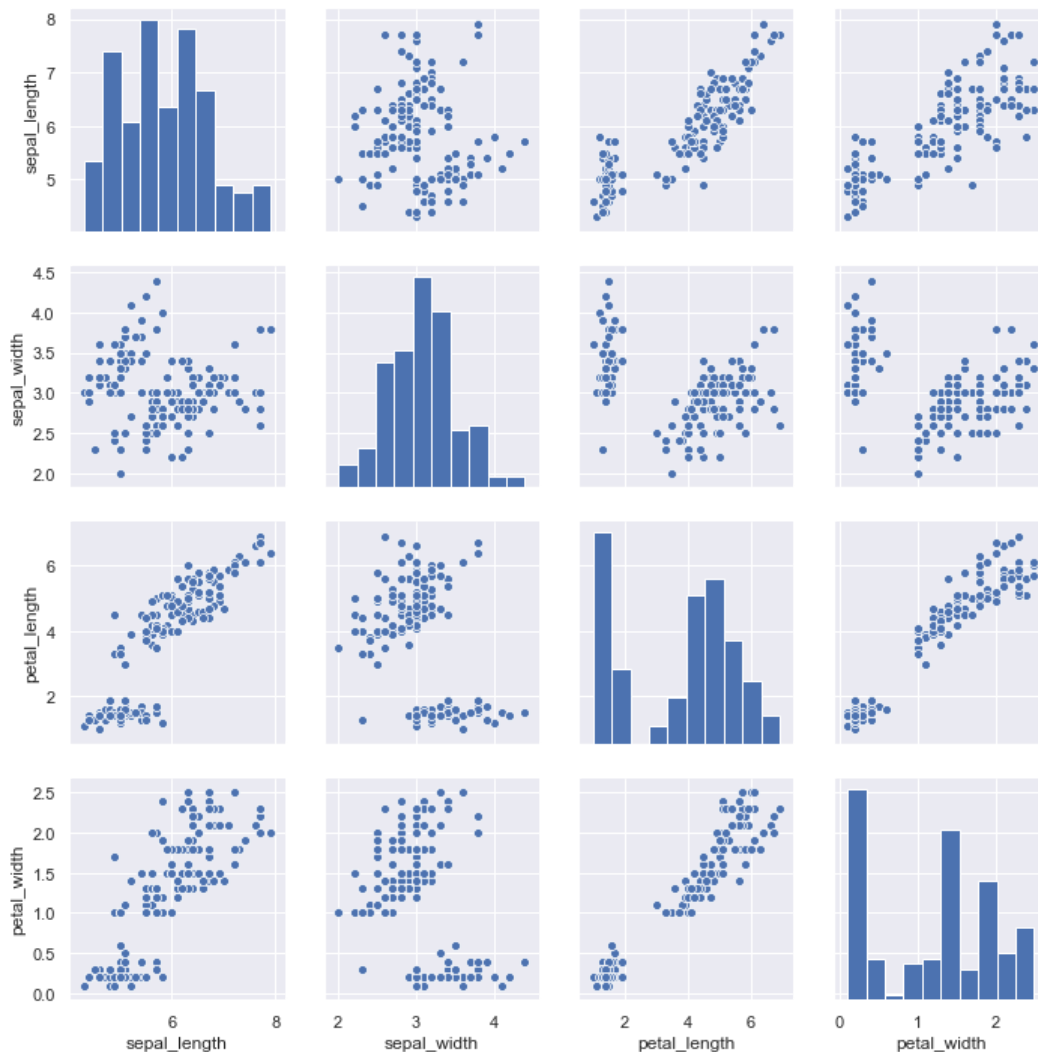 8
7
6
5
sepal_length
4.5
4.0
3.5
3.0
2.5
2.0
sepal_width
6
4
2
petal_length
2.5
2.0
1.5
1.0
0.5
0.0
petal_width
6 8
sepal_length
2 3 4
sepal_width
2 4 6
petal_length
0 1 2
petal_width